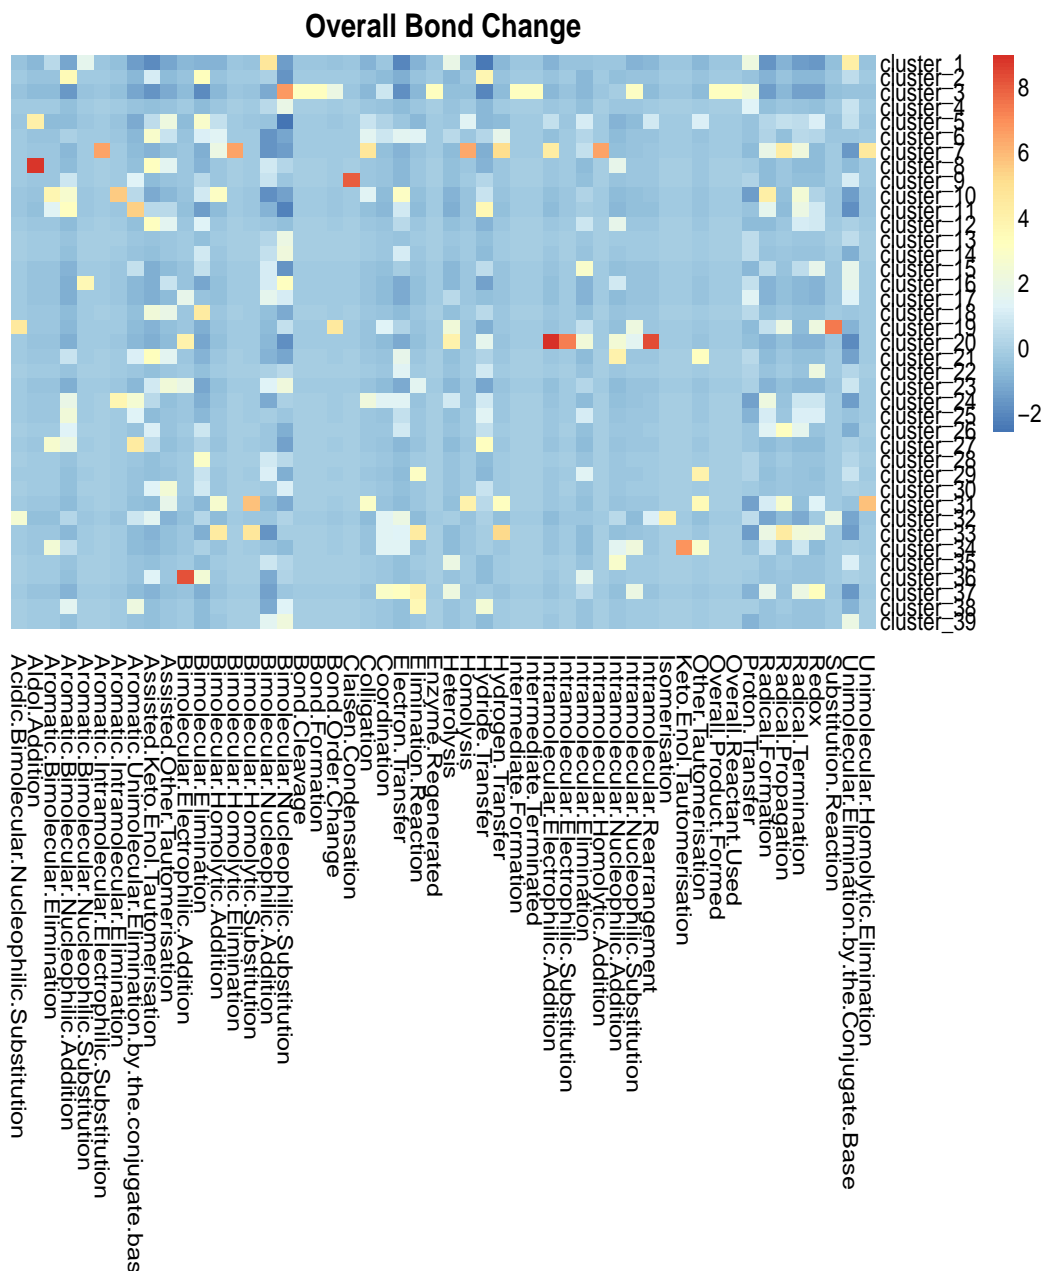 Overall Bond Change
cluster_1
cluster_2
cluster_3
cluster_4
cluster_5
cluster_6
cluster_7
cluster_8
cluster_9
cluster_10
cluster_11
cluster_12
cluster_13
cluster_14
cluster_15
cluster_16
cluster_17
cluster_18
cluster_19
cluster_20
cluster_21
cluster_22
cluster_23
cluster_24
cluster_25
cluster_26
cluster_27
cluster_28
cluster_29
cluster_30
cluster_31
cluster_32
cluster_33
cluster_34
cluster_35
cluster_36
cluster_37
cluster_38
cluster_39
8
6
4
2
0
−2
Acidic.Bimolecular.Nucleophilic.Substitution
Adol.Addition
Aromatic.Bimolecular.Elimination
Aromatic.Bimolecular.Nucleophilic.Addition
Aromatic.Bimolecular.Nucleophilic.Substitution
Aromatic.Intramolecular.Electrophilic.Substitution
Aromatic.Intramolecular.Elimination
Aromatic.Unimolecular.Elimination.by.the.conjugate.bas
Assisted.Keto.Enol.Tautomerisation
Assisted.Other.Tautomerisation
Bimolecular.Electrophilic.Addition
Bimolecular.Elimination
Bimolecular.Homolytic.Addition
Bimolecular.Homolytic.Elimination
Bimolecular.Homolytic.Substitution
Bimolecular.Nucleophilic.Addition
Bimolecular.Nucleophilic.Substitution
Bond.Cleavage
Bond.Formation
Bond.Order.Change
Claisen.Condensation
Colligation
Coordination
Electron.Transfer
Elimination.Reaction
Enzyme.Regenerated
Heterolysis
Homolysis
Hydride.Transfer
Hydrogen.Transfer
Intermediate.Formation
Intermediate.Terminated
Intramolecular.Electrophilic.Addition
Intramolecular.Electrophilic.Substitution
Intramolecular.Elimination
Intramolecular.Homolytic.Addition
Intramolecular.Nucleophilic.Addition
Intramolecular.Nucleophilic.Substitution
Intramolecular.Rearrangement
Isomerisation
Keto.Enol.Tautomerisation
Other.Tautomerisation
Overall.Product.Formed
Overall.Reactant.Used
Proton.Transfer
Radical.Formation
Radical.Propagation
Radical.Termination
Redox
Substitution.Reaction
Unimolecular.Elimination.by.the.Conjugate.Base
Unimolecular.Homolytic.Elimination